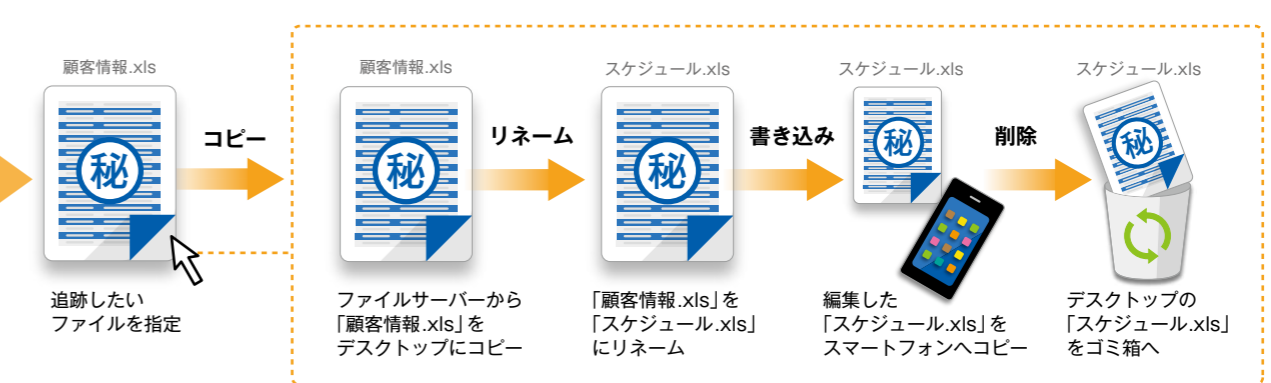 顧客情報.xls
顧客情報.xls
スケジュール.xls
スケジュール.xls
スケジュール.xls
コピー
リネーム
書き込み
削除
秘
秘
秘
秘
秘
追跡したい
ファイルを指定
ファイルサーバーから
「顧客情報.xls」を
デスクトップにコピー
「顧客情報.xls」を
「スケジュール.xls」
にリネーム
編集した
「スケジュール.xls」を
スマートフォンへコピー
デスクトップの
「スケジュール.xls」
をゴミ箱へ